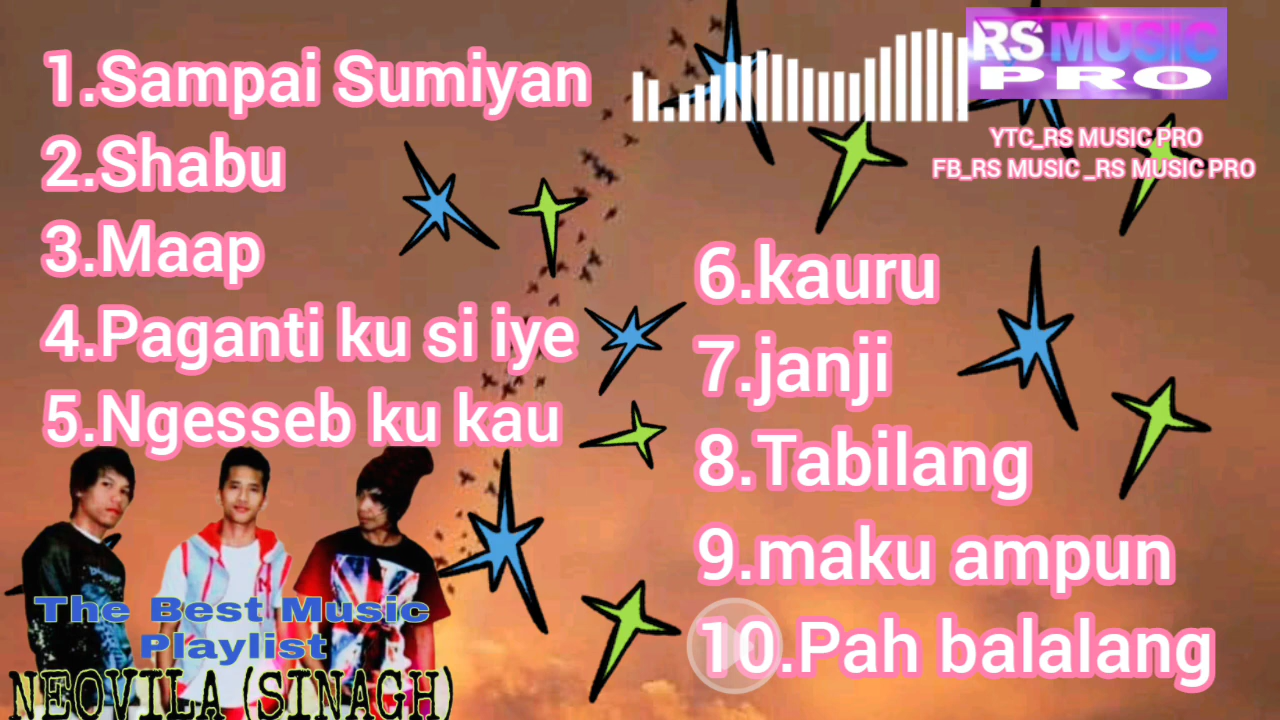 1.Sampai Sumiyan
2.Shabu
3.Maap
4.Paganti ku si iye
5.Ngesseb ku kau
RS MUSIC
PRO
YTC_RS MUSIC PRO
FB_RS MUSIC _RS MUSIC PRO
6.kauru
7.janji
8.Tabilang
9.maku ampun
10.Pah balalang
The Best Music
Playlist
NEOVILA (SINAGH)